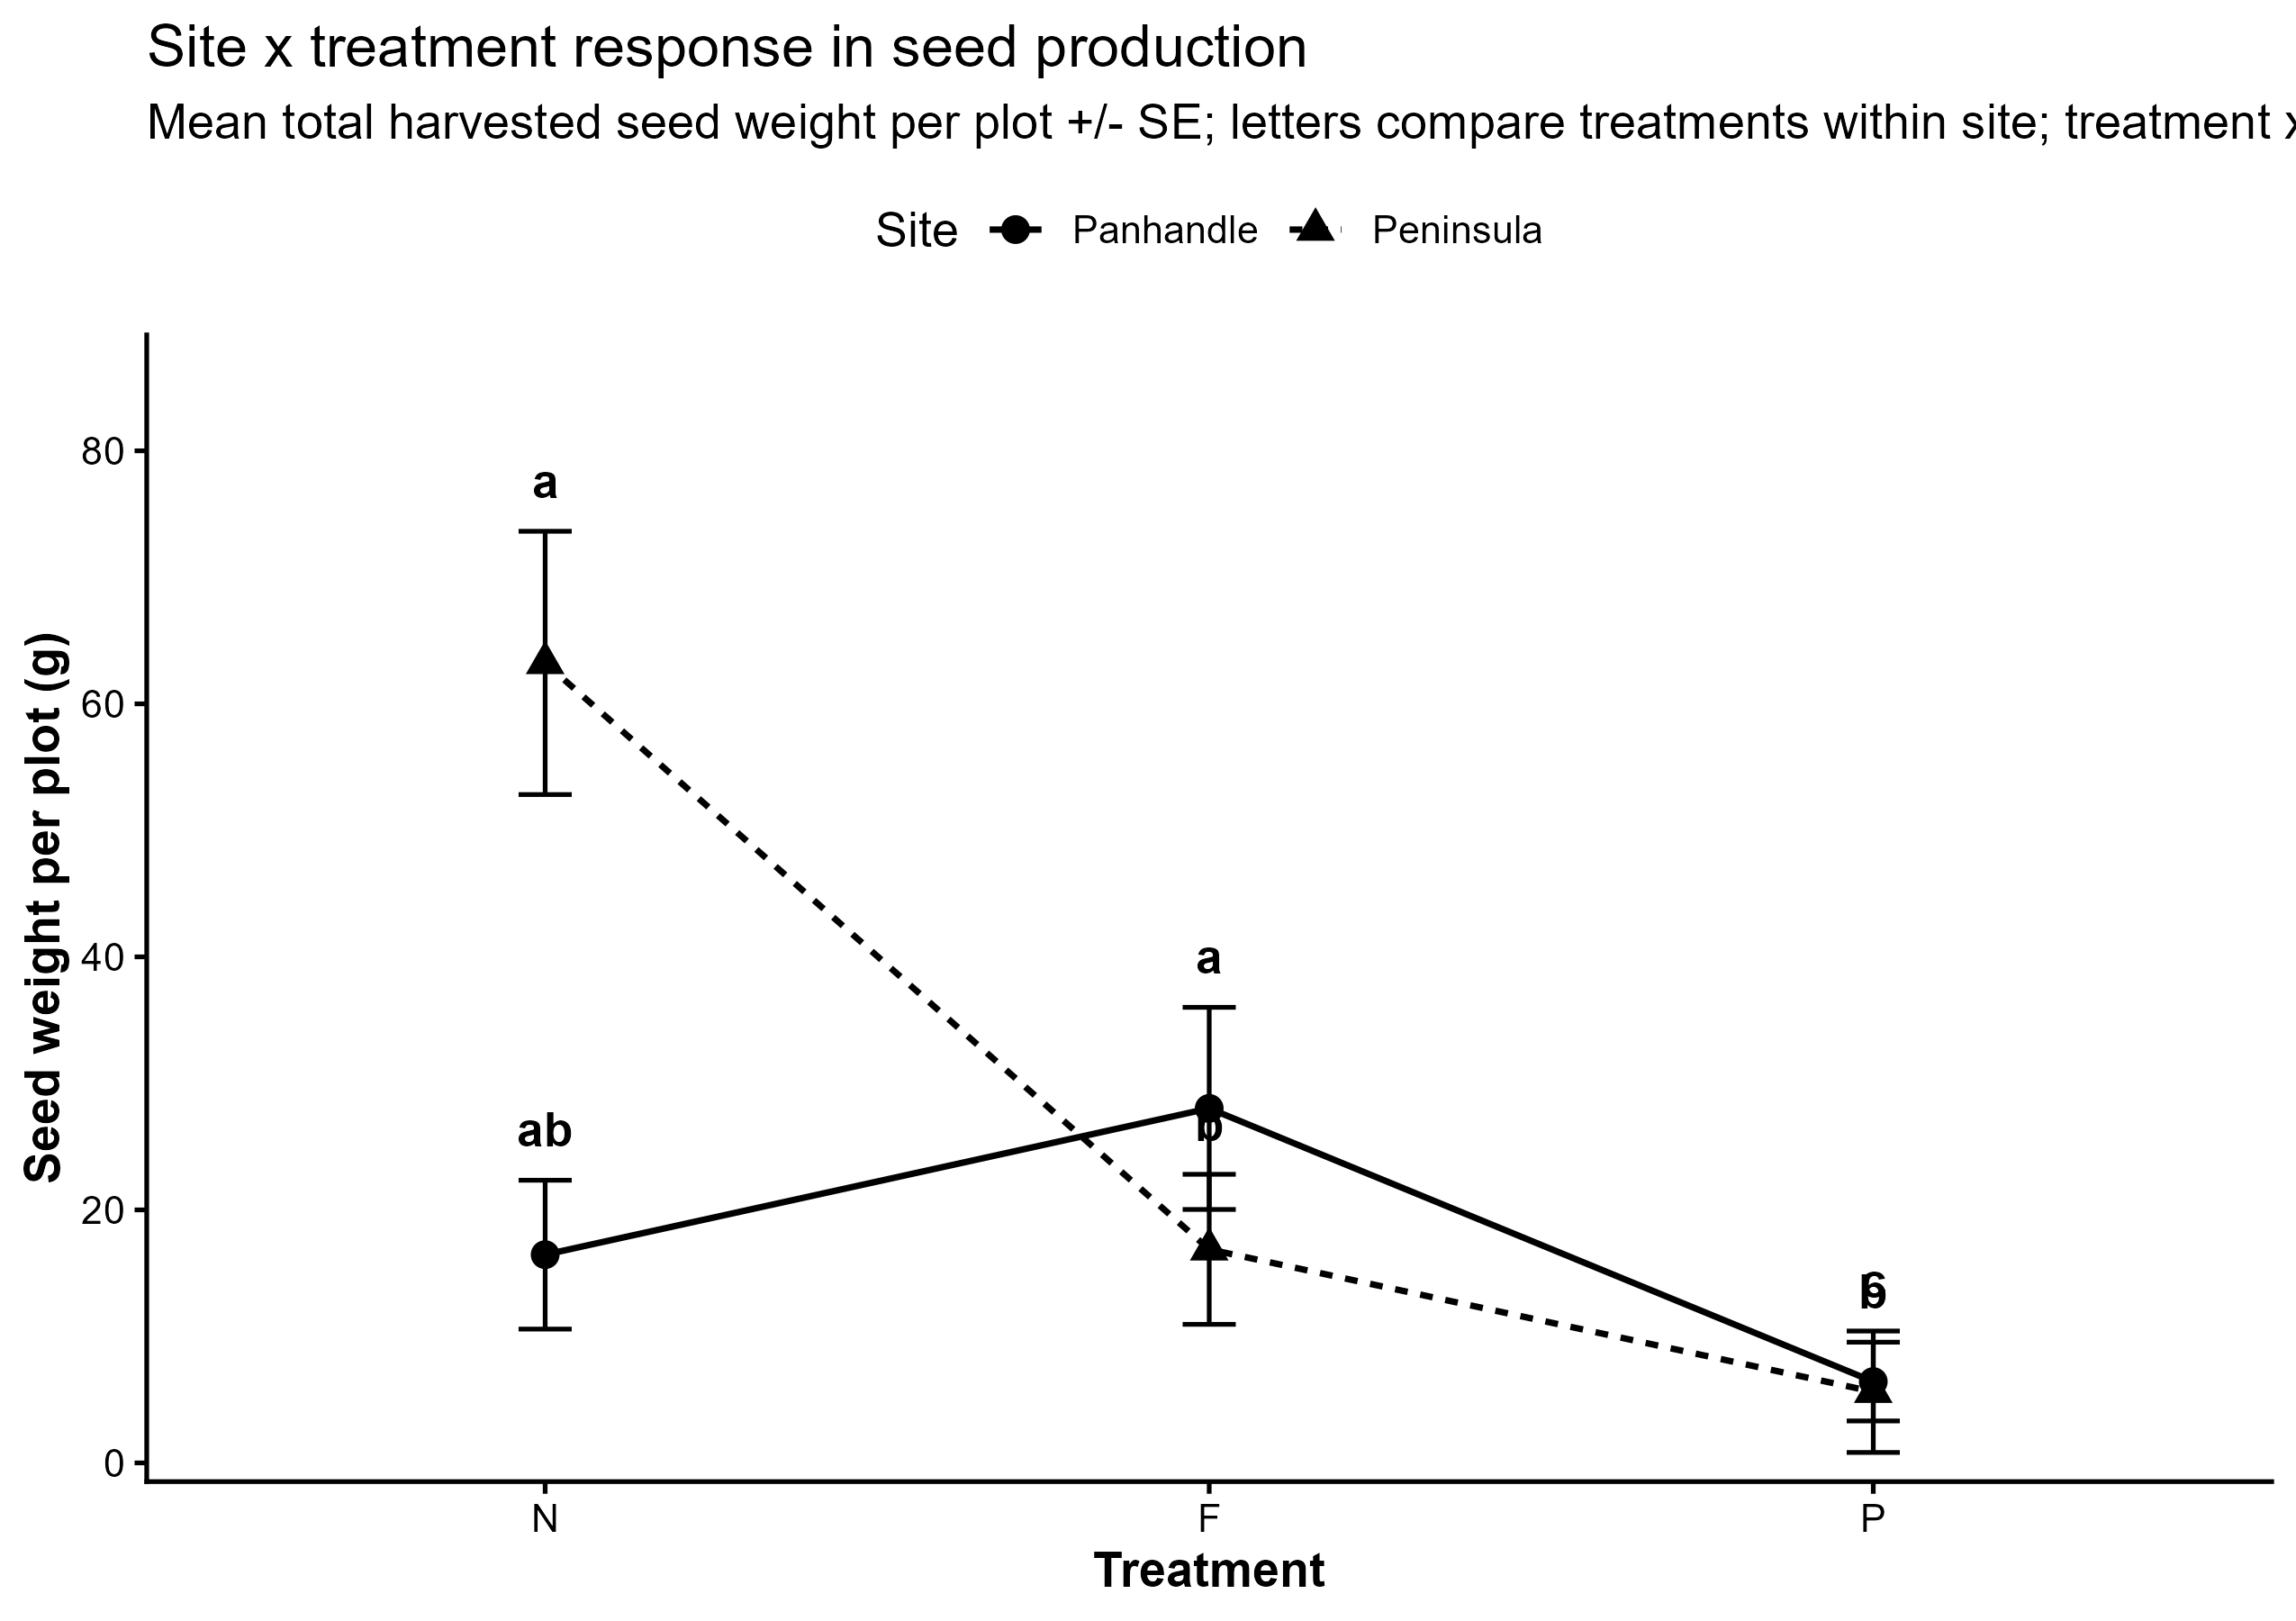 Site x treatment response in seed production
Mean total harvested seed weight per plot +/- SE; letters compare treatments within site; treatment x
Site Panhandle Peninsula
Seed weight per plot (g)
80
60
40
20
0
a
ab
a
b
N
F
P
Treatment